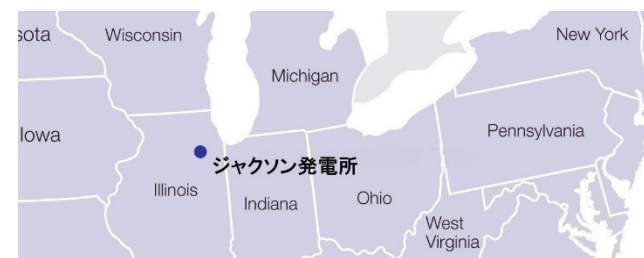 sota
Wisconsin
New York
Michigan
Iowa
Pennsylvania
ジャクソン発電所
Illinois
Indiana
Ohio
West
Virginia